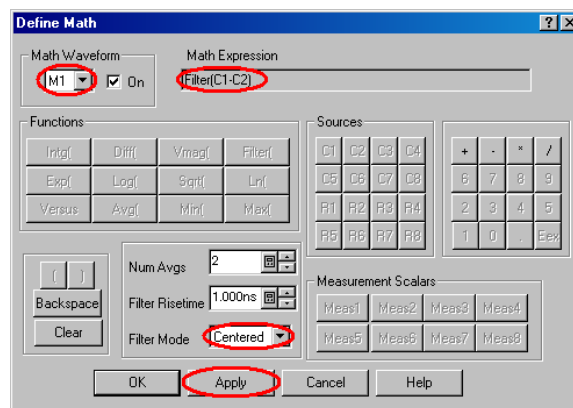 Define Math
Math Waveform
Math Expression
M1
On
Filter(C1-C2)
Functions
Intg( Diff( Vmag( Filter(
Exp( Log( Sqrt( Ln(
Versus Avg( Min( Max(
Sources
C1 C2 C3 C4
C5 C6 C7 C8
R1 R2 R3 R4
R5 R6 R7 R8
+ - * /
6 7 8 9
2 3 4 5
1 0 . Eex
( )
Backspace
Clear
Num Avgs 2
Filter Risetime 1.000ns
Filter Mode Centered
Measurement Scalars
Meas1 Meas2 Meas3 Meas4
Meas5 Meas6 Meas7 Meas8
OK Apply Cancel Help